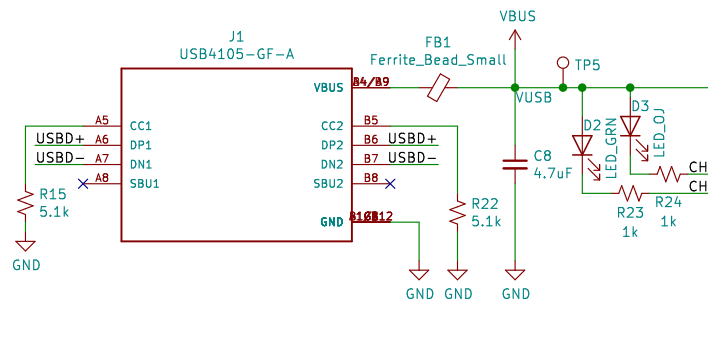 VBUS
J1
USB4105-GF-A
FB1
Ferrite_Bead_Small
TP5
VBUS
A4/A9
VUSB
D3
LED_OJ
A5
CC1
CC2
B5
D2
LED_GRN
USBD+
A6
DP1
DP2
B6
USBD+
USBD-
A7
DN1
DN2
B7
USBD-
C8
4.7uF
CH
A8
SBU1
SBU2
B8
CH
R15
5.1k
R22
5.1k
R23
1k
R24
1k
GND
GND
GND
GND
GND